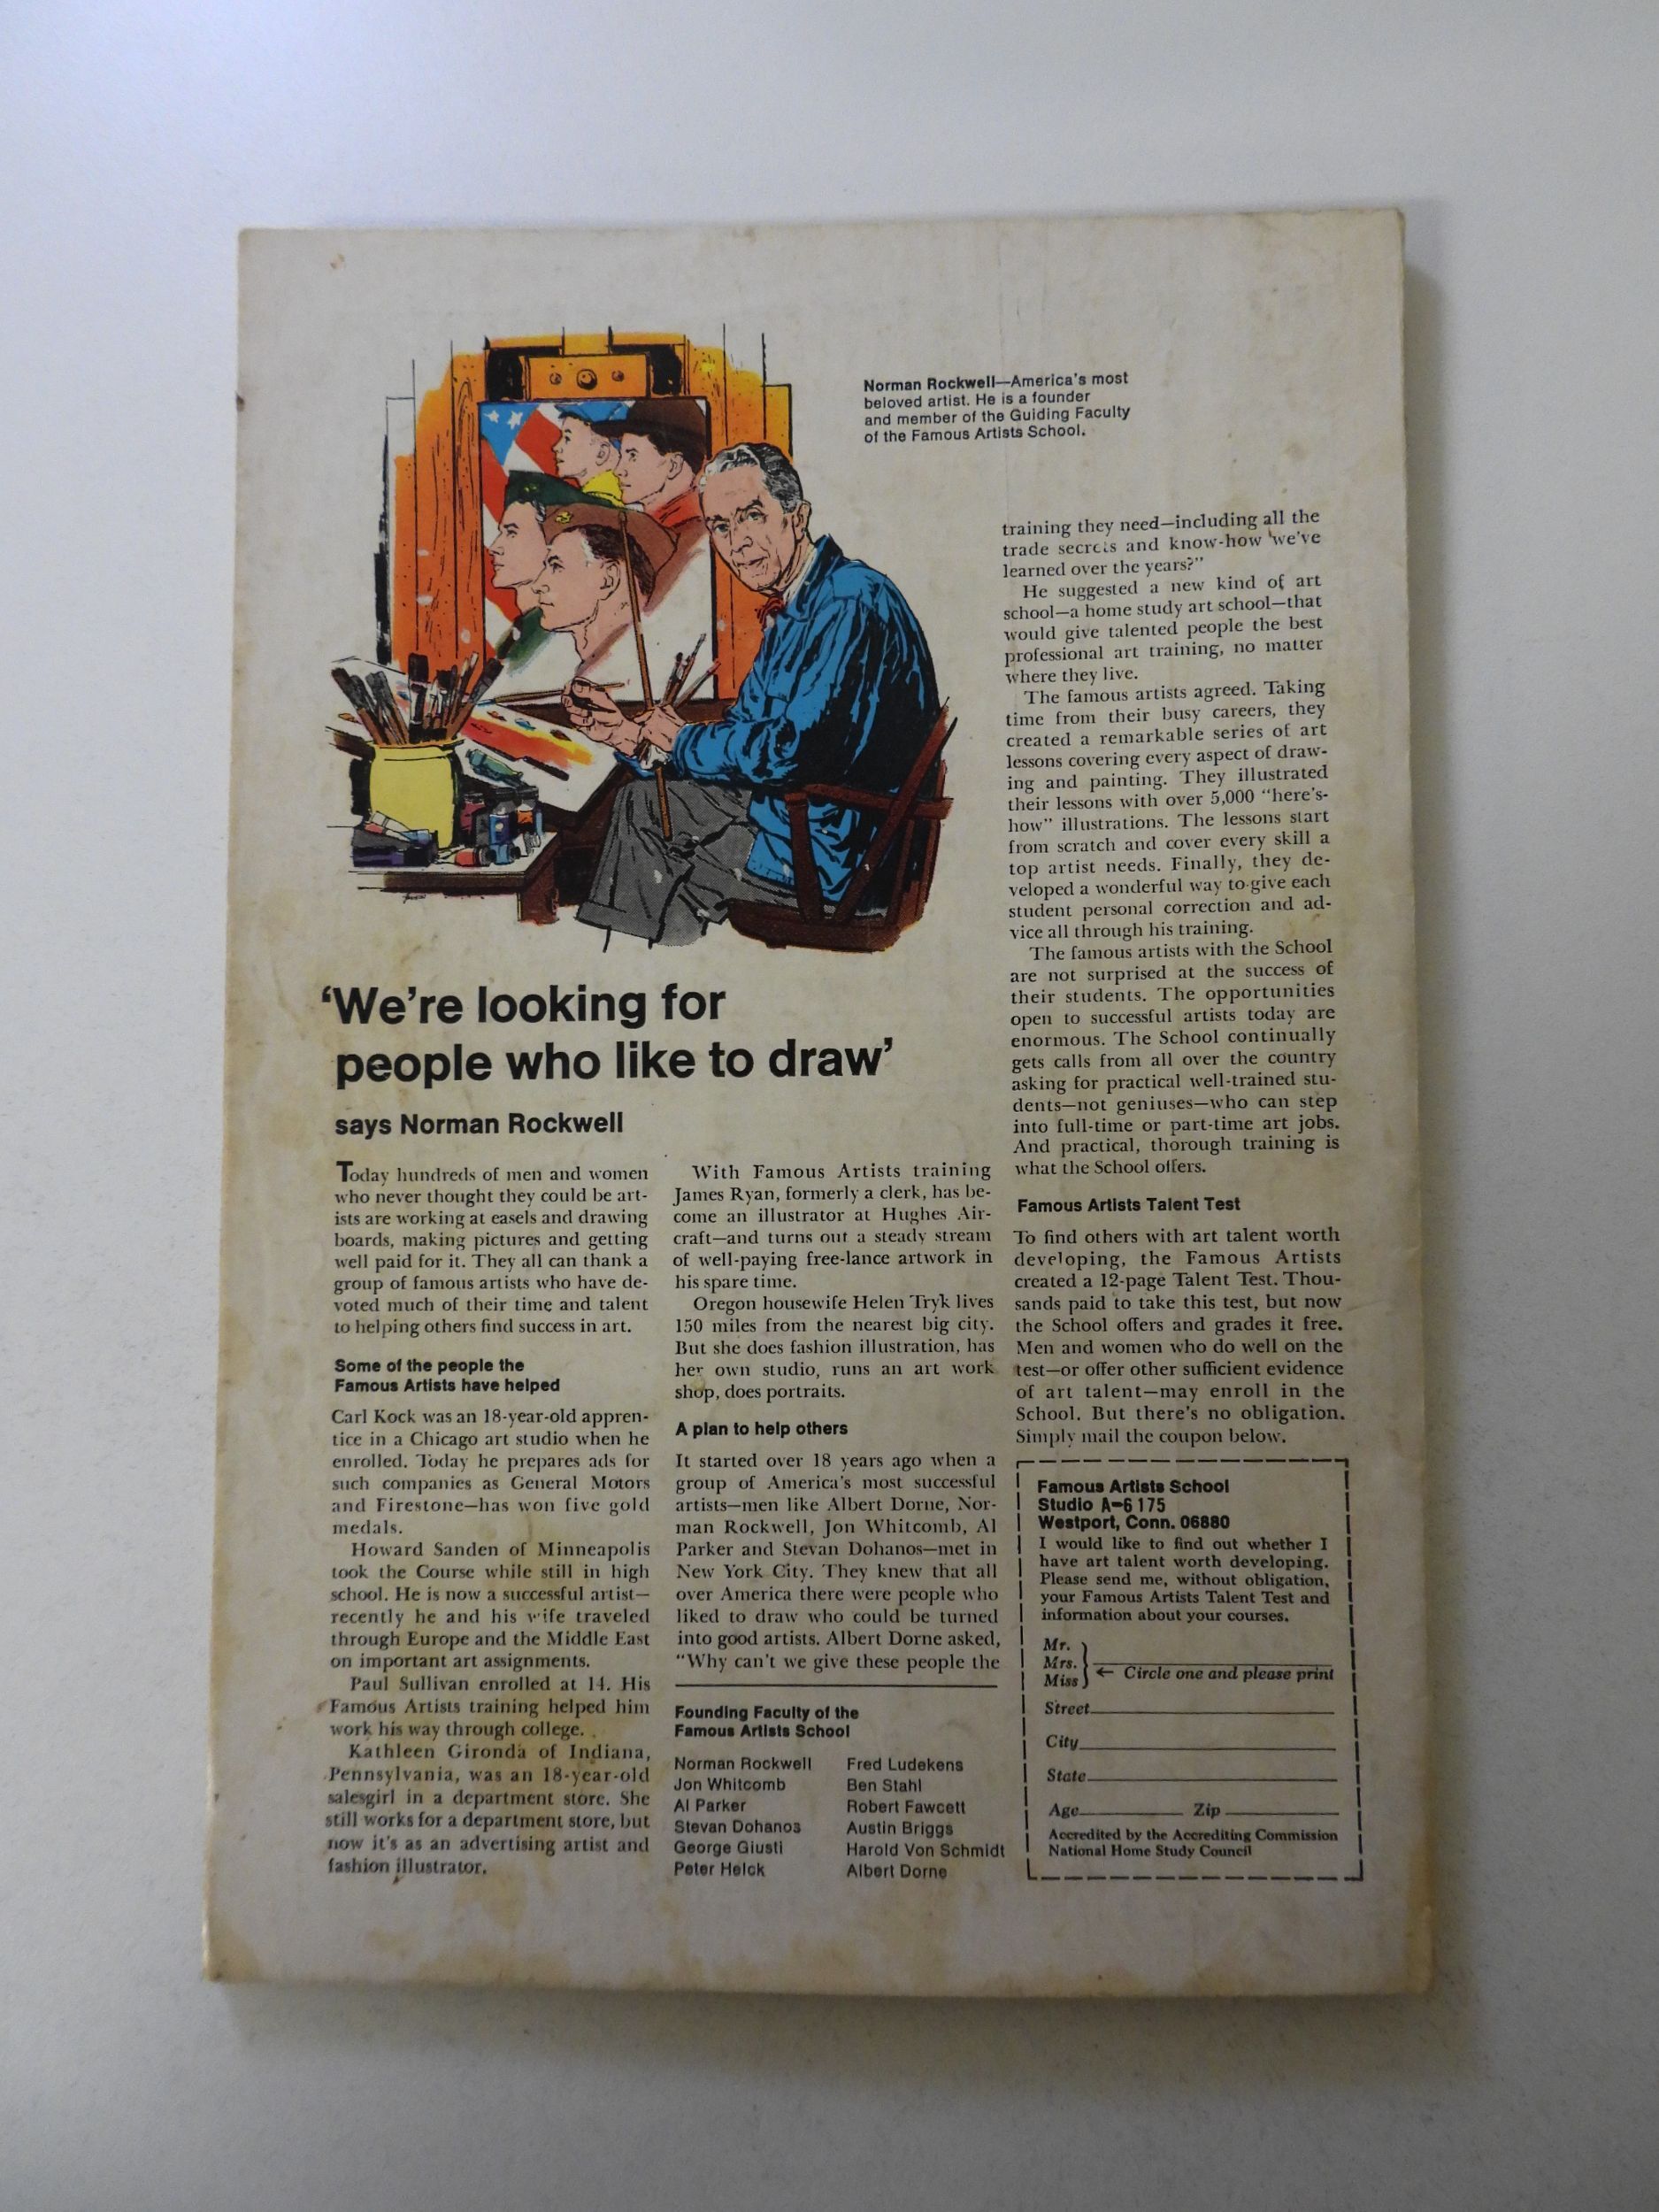 Norman Rockwell—America's most
beloved artist. He is a founder
and member of the Guiding Faculty
of the Famous Artists School.
'We're looking for
people who like to draw'
says Norman Rockwell
Today hundreds of men and women
who never thought they could be art-
ists are working at easels and drawing
boards, making pictures and getting
well paid for it. They all can thank a
group of famous artists who have de-
voted much of their time and talent
to helping others find success in art.
Some of the people the
Famous Artists have helped
Carl Kock was an 18-year-old appren-
tice in a Chicago art studio when he
enrolled. Today he prepares ads for
such companies as General Motors
and Firestone—has won five gold
medals.
Howard Sanden of Minneapolis
took the Course while still in high
school. He is now a successful artist—
recently he and his wife traveled
through Europe and the Middle East
on important art assignments.
Paul Sullivan enrolled at 14. His
Famous Artists training helped him
work his way through college.
Kathleen Gironda of Indiana,
Pennsylvania, was an 18-year-old
salesgirl in a department store. She
still works for a department store, but
now it's as an advertising artist and
fashion illustrator.
With Famous Artists training
James Ryan, formerly a clerk, has be-
come an illustrator at Hughes Air-
craft—and turns out a steady stream
of well-paying free-lance artwork in
his spare time.
Oregon housewife Helen Tryk lives
150 miles from the nearest big city.
But she does fashion illustration, has
her own studio, runs an art work
shop, does portraits.
A plan to help others
It started over 18 years ago when a
group of America's most successful
artists—men like Albert Dorne, Nor-
man Rockwell, Jon Whitcomb, Al
Parker and Stevan Dohanos—met in
New York City. They knew that all
over America there were people who
liked to draw who could be turned
into good artists. Albert Dorne asked,
"Why can't we give these people the
training they need—including all the
trade secrets and know-how we've
learned over the years?"
He suggested a new kind of art
school—a home study art school—that
would give talented people the best
professional art training, no matter
where they live.
The famous artists agreed. Taking
time from their busy careers, they
created a remarkable series of art
lessons covering every aspect of draw-
ing and painting. They illustrated
their lessons with over 5,000 "here's-
how" illustrations. The lessons start
from scratch and cover every skill a
top artist needs. Finally, they de-
veloped a wonderful way to give each
student personal correction and ad-
vice all through his training.
The famous artists with the School
are not surprised at the success of
their students. The opportunities
open to successful artists today are
enormous. The School continually
gets calls from all over the country
asking for practical well-trained stu-
dents—not geniuses—who can step
into full-time or part-time art jobs.
And practical, thorough training is
what the School offers.
Famous Artists Talent Test
To find others with art talent worth
developing, the Famous Artists
created a 12-page Talent Test. Thou-
sands paid to take this test, but now
the School offers and grades it free.
Men and women who do well on the
test—or offer other sufficient evidence
of art talent—may enroll in the
School. But there's no obligation.
Simply mail the coupon below.
Founding Faculty of the
Famous Artists School
Norman Rockwell
Jon Whitcomb
Al Parker
Stevan Dohanos
George Giusti
Peter Helck
Fred Ludekens
Ben Stahl
Robert Fawcett
Austin Briggs
Harold Von Schmidt
Albert Dorne
Famous Artists School
Studio A-6175
Westport, Conn. 06880
I would like to find out whether I
have art talent worth developing.
Please send me, without obligation,
your Famous Artists Talent Test and
information about your courses.
Mr.
Mrs.
Miss
← Circle one and please print
Street
City
State
Age Zip
Accredited by the Accrediting Commission
National Home Study Council